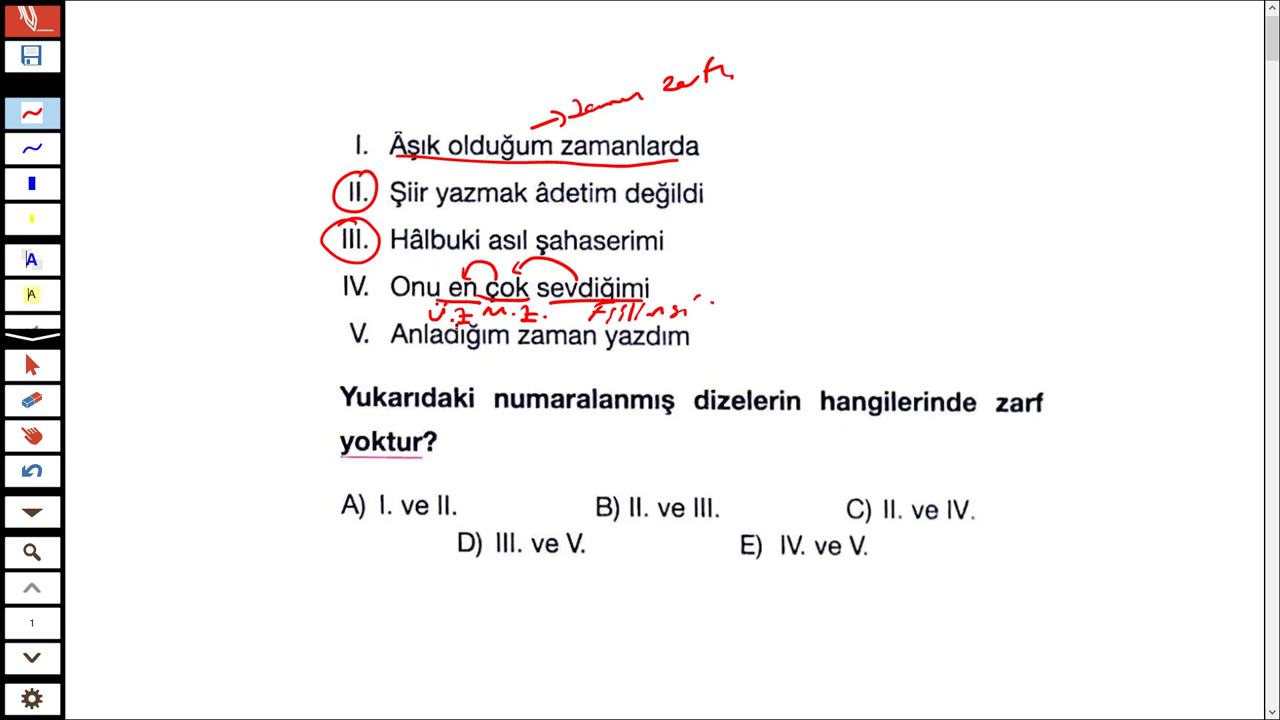 → zaman zarfı
I. Âşık olduğum zamanlarda
II. Şiir yazmak âdetim değildi
III. Hâlbuki asıl şahaserimi
IV. Onu en çok sevdiğimi
ü.z m.z. Fiilimsi
V. Anladığım zaman yazdım
Yukarıdaki numaralanmış dizelerin hangilerinde zarf
yoktur?
A) I. ve II. B) II. ve III. C) II. ve IV.
D) III. ve V. E) IV. ve V.
A
A
1